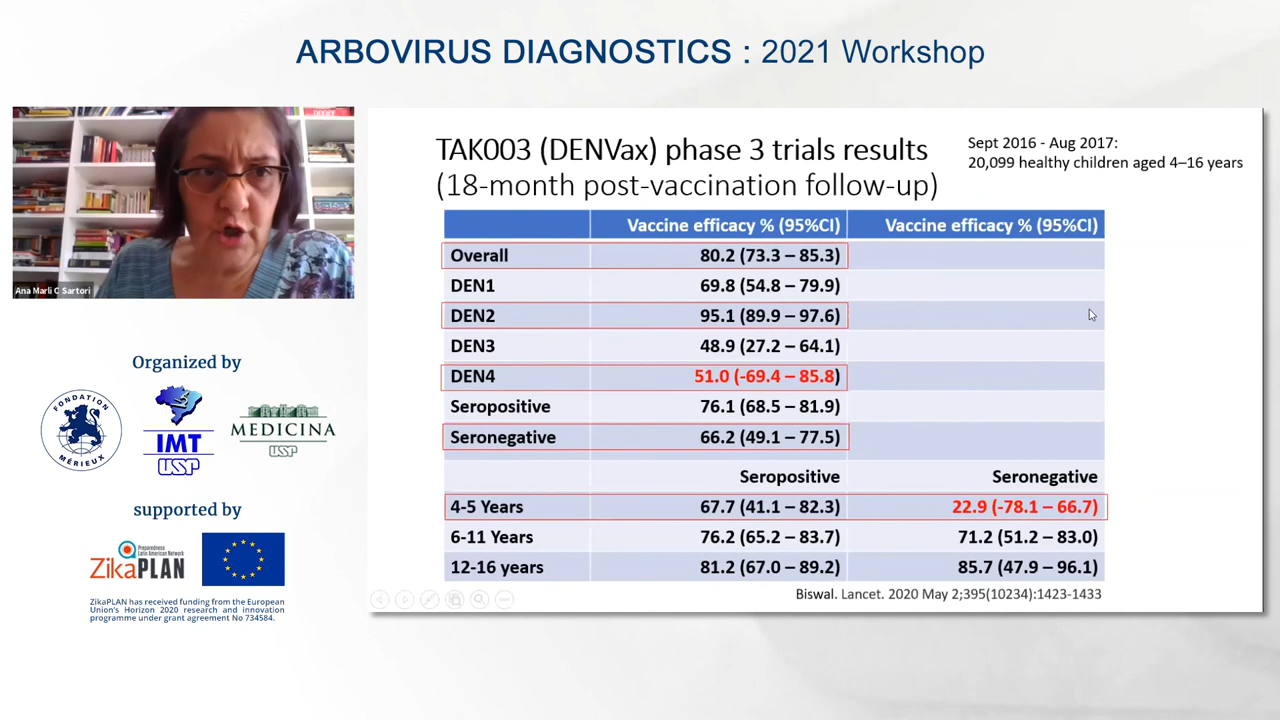 ARBOVIRUS DIAGNOSTICS : 2021 Workshop
Ana Marli C Sartori
Organized by
FONDATION
MÉRIEUX
IMT
USP
MEDICINA
USP
supported by
Preparedness
Latin American Network
ZikaPLAN
ZikaPLAN has received funding from the European
Union's Horizon 2020 research and innovation
programme under grant agreement No 734584.
TAK003 (DENVax) phase 3 trials results
(18-month post-vaccination follow-up)
Sept 2016 - Aug 2017:
20,099 healthy children aged 4–16 years
Vaccine efficacy % (95%CI) Vaccine efficacy % (95%CI)
Overall 80.2 (73.3 – 85.3)
DEN1 69.8 (54.8 – 79.9)
DEN2 95.1 (89.9 – 97.6)
DEN3 48.9 (27.2 – 64.1)
DEN4 51.0 (-69.4 – 85.8)
Seropositive 76.1 (68.5 – 81.9)
Seronegative 66.2 (49.1 – 77.5)
Seropositive Seronegative
4-5 Years 67.7 (41.1 – 82.3) 22.9 (-78.1 – 66.7)
6-11 Years 76.2 (65.2 – 83.7) 71.2 (51.2 – 83.0)
12-16 years 81.2 (67.0 – 89.2) 85.7 (47.9 – 96.1)
Biswal. Lancet. 2020 May 2;395(10234):1423-1433